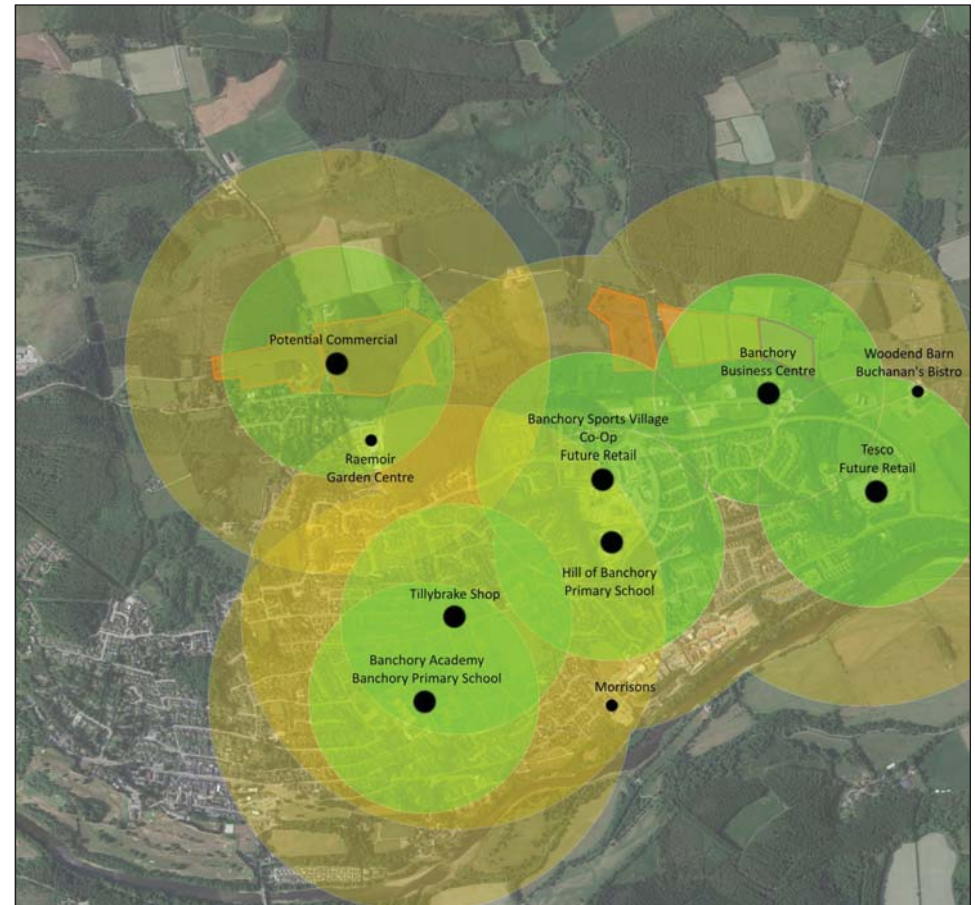 Potential Commercial
Raemoir
Garden Centre
Banchory
Business Centre
Woodend Barn
Buchanan's Bistro
Banchory Sports Village
Co-Op
Future Retail
Tesco
Future Retail
Hill of Banchory
Primary School
Tillybrake Shop
Banchory Academy
Banchory Primary School
Morrisons